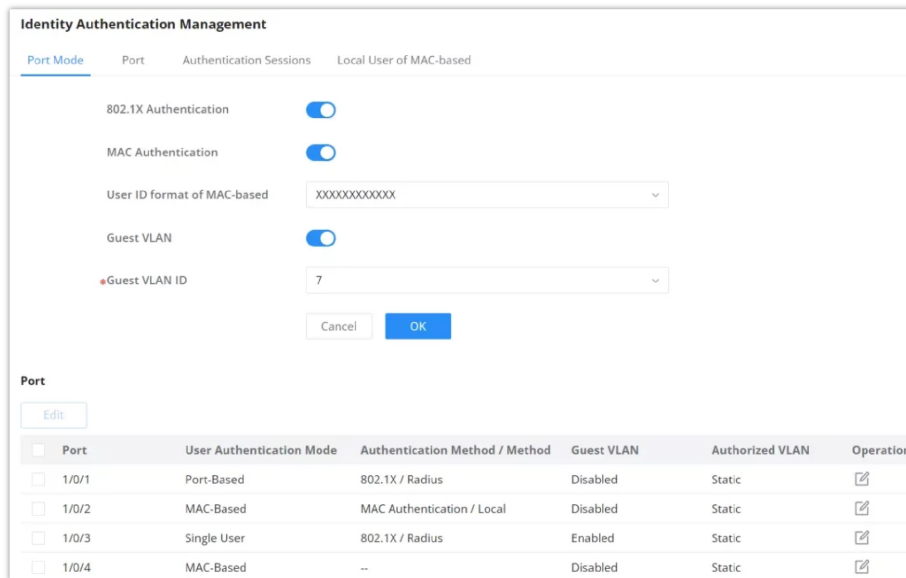 Identity Authentication Management
Port Mode Port Authentication Sessions Local User of MAC-based
802.1X Authentication
MAC Authentication
User ID format of MAC-based XXXXXXXXXXXX
Guest VLAN
*Guest VLAN ID 7
Cancel OK
Port
Edit
Port User Authentication Mode Authentication Method / Method Guest VLAN Authorized VLAN Operation
1/0/1 Port-Based 802.1X / Radius Disabled Static
1/0/2 MAC-Based MAC Authentication / Local Disabled Static
1/0/3 Single User 802.1X / Radius Enabled Static
1/0/4 MAC-Based -- Disabled Static